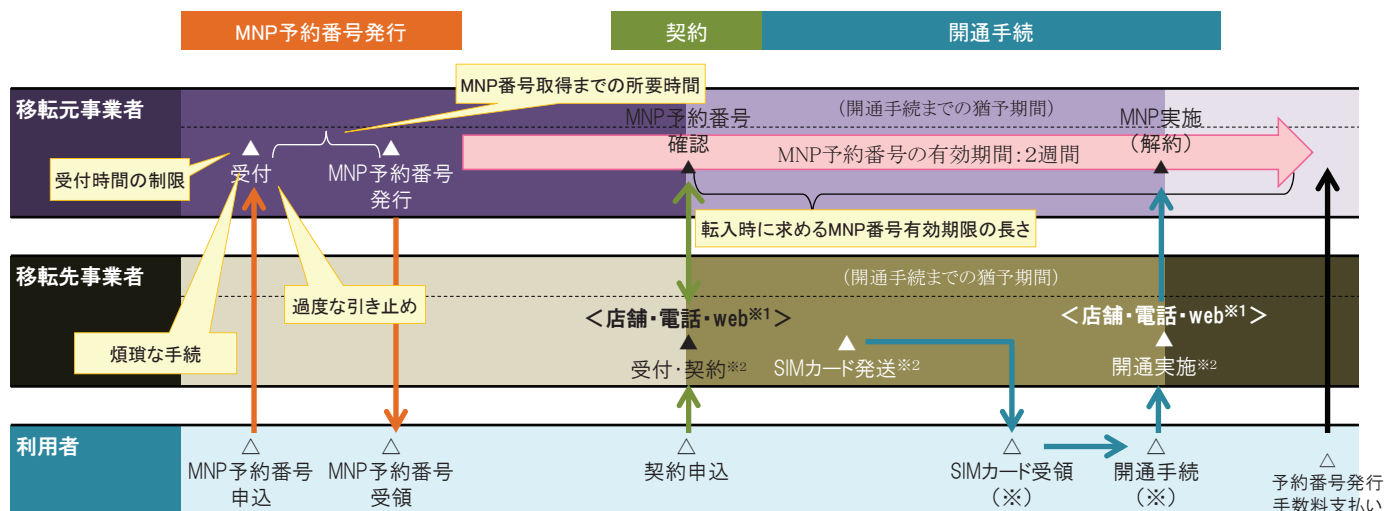 MNP予約番号発行
契約
開通手続
MNP番号取得までの所要時間
移転元事業者
(開通手続までの猶予期間)
MNP予約番号
確認
MNP実施
(解約)
MNP予約番号の有効期間:2週間
▲
受付
▲
MNP予約番号
発行
▲
▲
受付時間の制限
転入時に求めるMNP番号有効期限の長さ
移転先事業者
(開通手続までの猶予期間)
過度な引き止め
煩瑣な手続
<店舗・電話・web※1>
<店舗・電話・web※1>
▲
受付・契約※2
▲
SIMカード発送※2
▲
開通実施※2
利用者
△
MNP予約番号
申込
△
MNP予約番号
受領
△
契約申込
△
SIMカード受領
(※)
△
開通手続
(※)
△
予約番号発行
手数料支払い